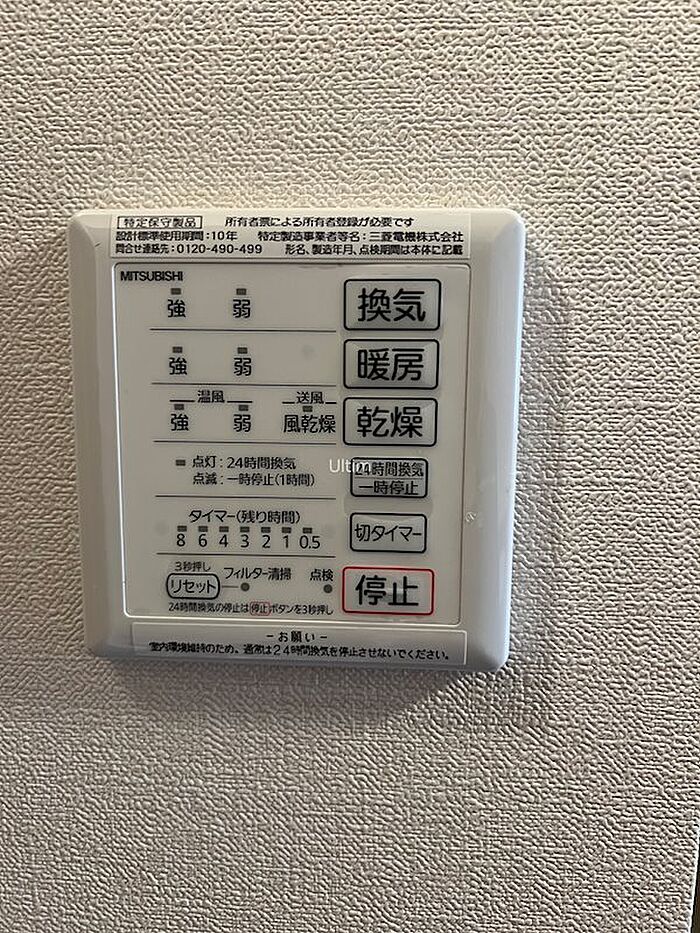 特定保守製品 所有者票による所有者登録が必要です
設計標準使用期間：10年 特定製造事業者等名：三菱電機株式会社
問合せ連絡先：0120-490-499 形名、製造年月、点検期間は本体に記載
MITSUBISHI
強 弱 換気
強 弱 暖房
温風 送風
強 弱 風乾燥 乾燥
点灯：24時間換気
点滅：一時停止(1時間)
24時間換気
一時停止
Ultim
タイマー(残り時間)
8 6 4 3 2 1 0.5
切タイマー
3秒押し
リセット フィルター清掃 点検
停止
24時間換気の停止は停止ボタンを3秒押し
－お願い－
室内環境維持のため、通常は24時間換気を停止させないでください。